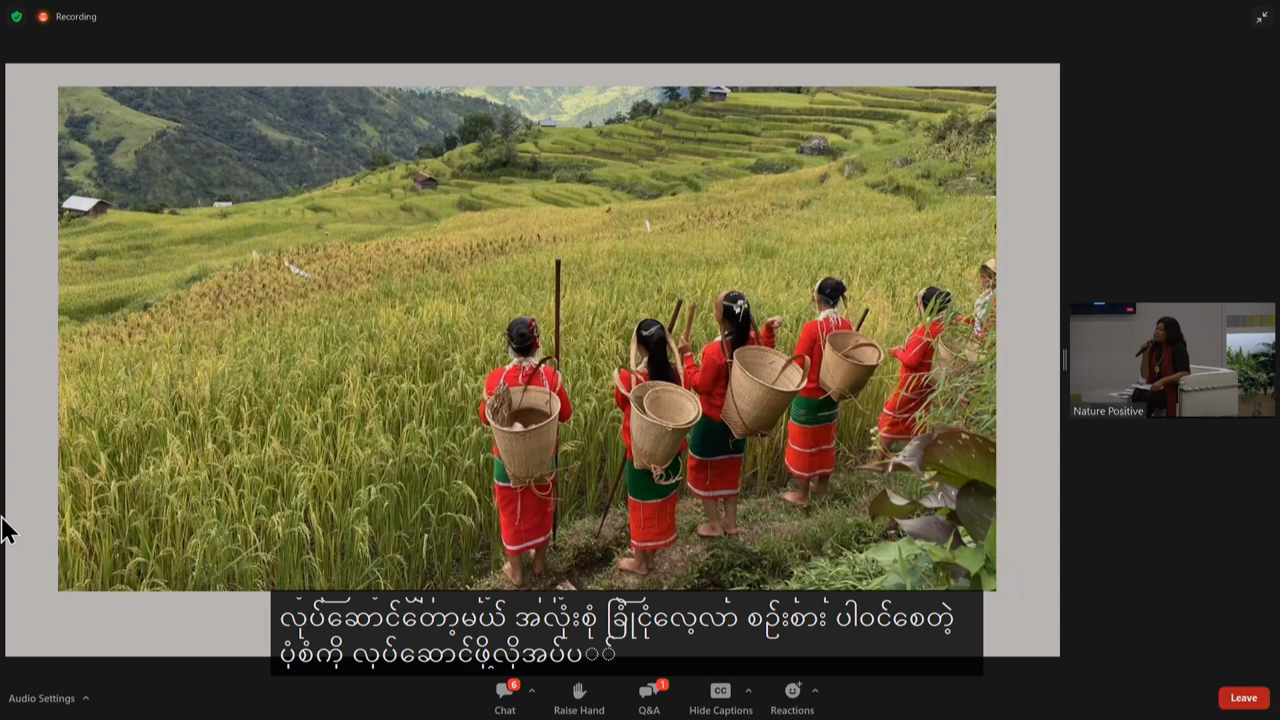 Recording
Nature Positive
လုပ်ဆောင်တော့မယ် အလုံးစုံ ခြုံငုံလေ့လာ စဉ်းစား ပါဝင်စေတဲ့
ပုံစံကို လုပ်ဆောင်ဖို့လိုအပ်ပ
Audio Settings
6
Chat
Raise Hand
1
Q&A
CC
Hide Captions
Reactions
Leave